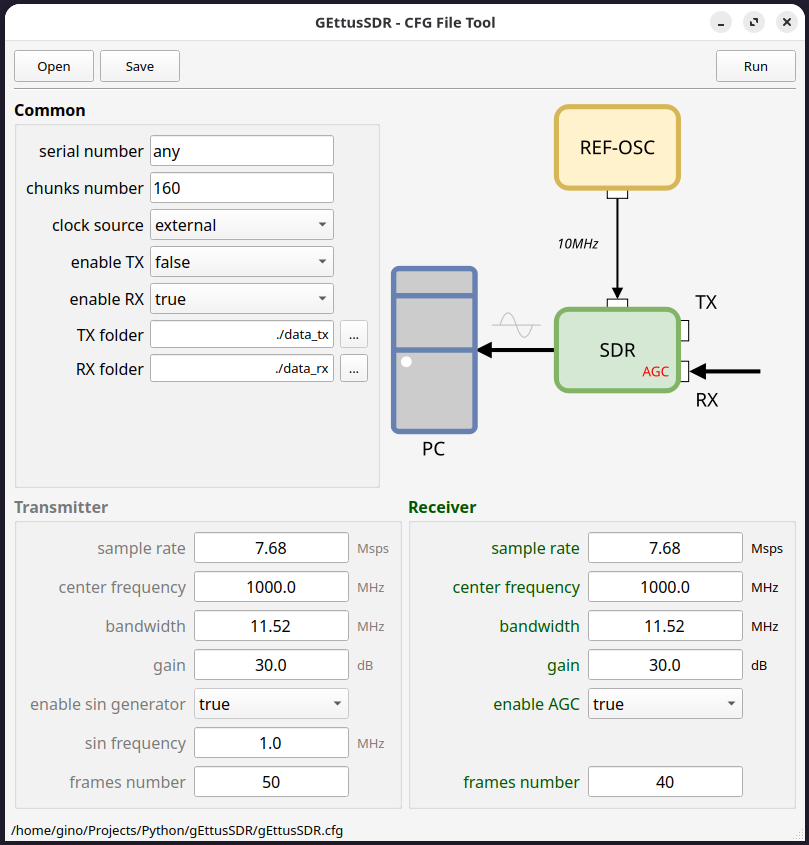 GEttusSDR - CFG File Tool
Open Save Run
Common
serial number any
chunks number 160
clock source external
enable TX false
enable RX true
TX folder ./data_tx ...
RX folder ./data_rx ...
REF-OSC
10MHz
TX
SDR
AGC
RX
PC
Transmitter
sample rate 7.68 Msps
center frequency 1000.0 MHz
bandwidth 11.52 MHz
gain 30.0 dB
enable sin generator true
sin frequency 1.0 MHz
frames number 50
Receiver
sample rate 7.68 Msps
center frequency 1000.0 MHz
bandwidth 11.52 MHz
gain 30.0 dB
enable AGC true
frames number 40
/home/gino/Projects/Python/gEttusSDR/gEttusSDR.cfg